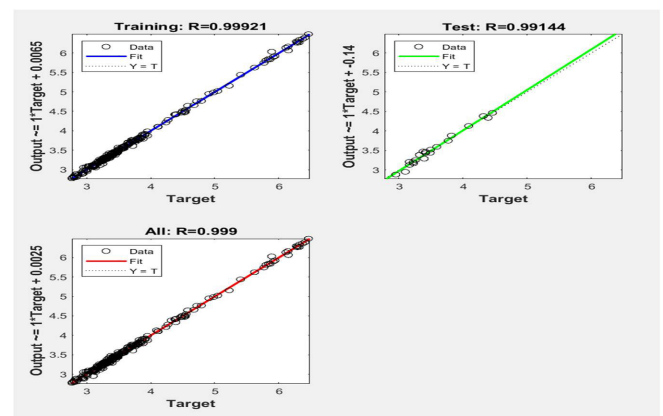 Training: R=0.99921
Output ~= 1*Target + 0.0065
Data
Fit
Y = T
6
5.5
5
4.5
4
3.5
3
3 4 5 6
Target
Test: R=0.99144
Output ~= 1*Target + -0.14
Data
Fit
Y = T
6
5.5
5
4.5
4
3.5
3
3 4 5 6
Target
All: R=0.999
Output ~= 1*Target + 0.0025
Data
Fit
Y = T
6
5.5
5
4.5
4
3.5
3
3 4 5 6
Target